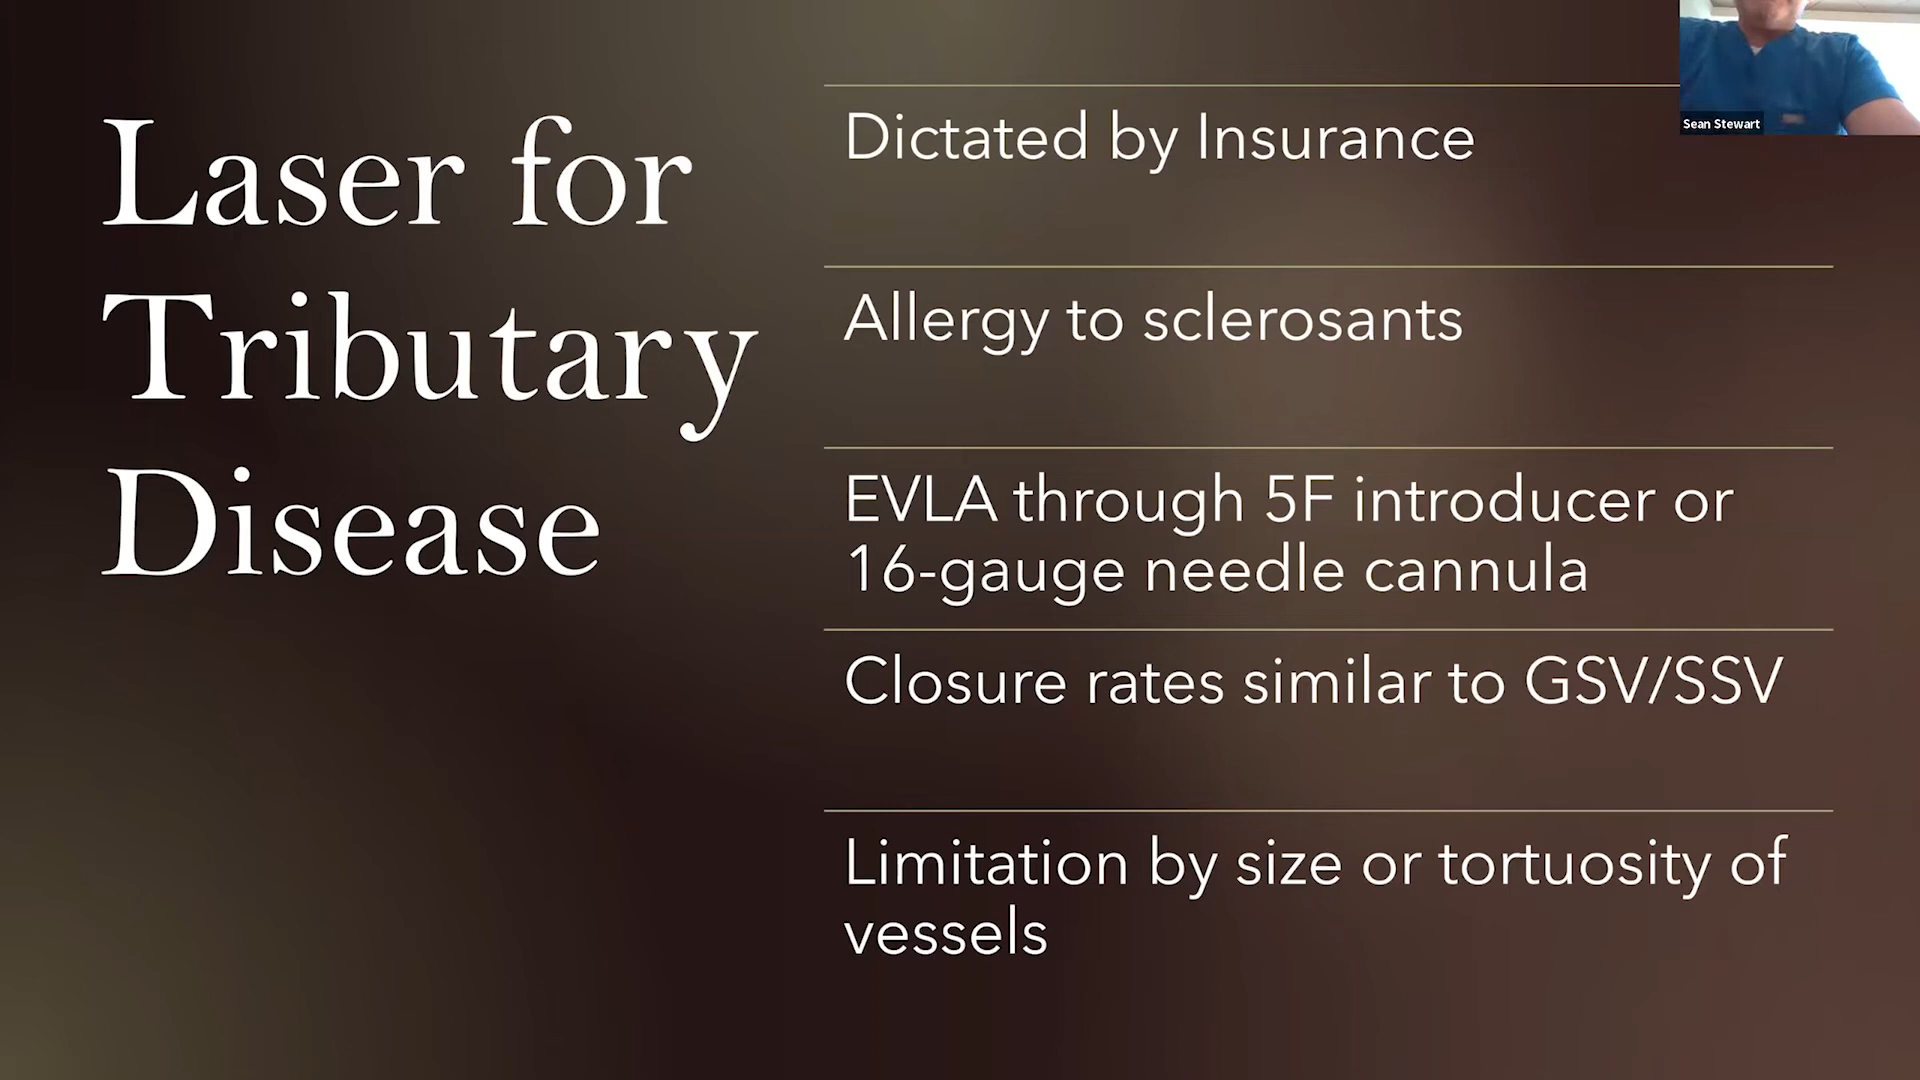 Laser for
Tributary
Disease
Dictated by Insurance
Allergy to sclerosants
EVLA through 5F introducer or
16-gauge needle cannula
Closure rates similar to GSV/SSV
Limitation by size or tortuosity of
vessels
Sean Stewart